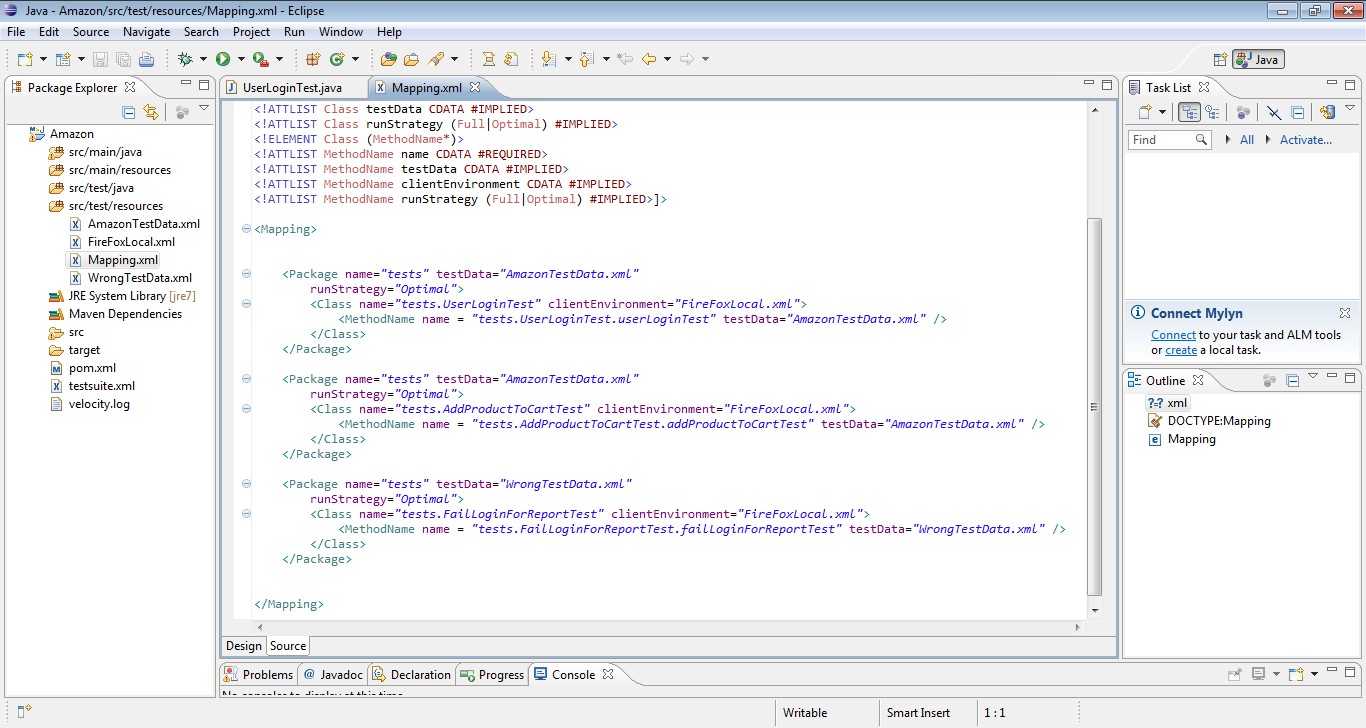 Java - Amazon/src/test/resources/Mapping.xml - Eclipse
File Edit Source Navigate Search Project Run Window Help
Java
Package Explorer
Amazon
src/main/java
src/main/resources
src/test/java
src/test/resources
AmazonTestData.xml
FireFoxLocal.xml
Mapping.xml
WrongTestData.xml
JRE System Library [jre7]
Maven Dependencies
src
target
pom.xml
testsuite.xml
velocity.log
UserLoginTest.java Mapping.xml
<!ATTLIST Class testData CDATA #IMPLIED>
<!ATTLIST Class runStrategy (Full|Optimal) #IMPLIED>
<!ELEMENT Class (MethodName*)>
<!ATTLIST MethodName name CDATA #REQUIRED>
<!ATTLIST MethodName testData CDATA #IMPLIED>
<!ATTLIST MethodName clientEnvironment CDATA #IMPLIED>
<!ATTLIST MethodName runStrategy (Full|Optimal) #IMPLIED>]>
<Mapping>
<Package name="tests" testData="AmazonTestData.xml"
runStrategy="Optimal">
<Class name="tests.UserLoginTest" clientEnvironment="FireFoxLocal.xml">
<MethodName name = "tests.UserLoginTest.userLoginTest" testData="AmazonTestData.xml" />
</Class>
</Package>
<Package name="tests" testData="AmazonTestData.xml"
runStrategy="Optimal">
<Class name="tests.AddProductToCartTest" clientEnvironment="FireFoxLocal.xml">
<MethodName name = "tests.AddProductToCartTest.addProductToCartTest" testData="AmazonTestData.xml" />
</Class>
</Package>
<Package name="tests" testData="WrongTestData.xml"
runStrategy="Optimal">
<Class name="tests.FailLoginForReportTest" clientEnvironment="FireFoxLocal.xml">
<MethodName name = "tests.FailLoginForReportTest.failLoginForReportTest" testData="WrongTestData.xml" />
</Class>
</Package>
</Mapping>
Design Source
Task List
Find All Activate...
Connect Mylyn
Connect to your task and ALM tools
or create a local task.
Outline
?-? xml
DOCTYPE:Mapping
e Mapping
Problems @ Javadoc Declaration Progress Console
No consoles to display at this time.
Writable Smart Insert 1 : 1